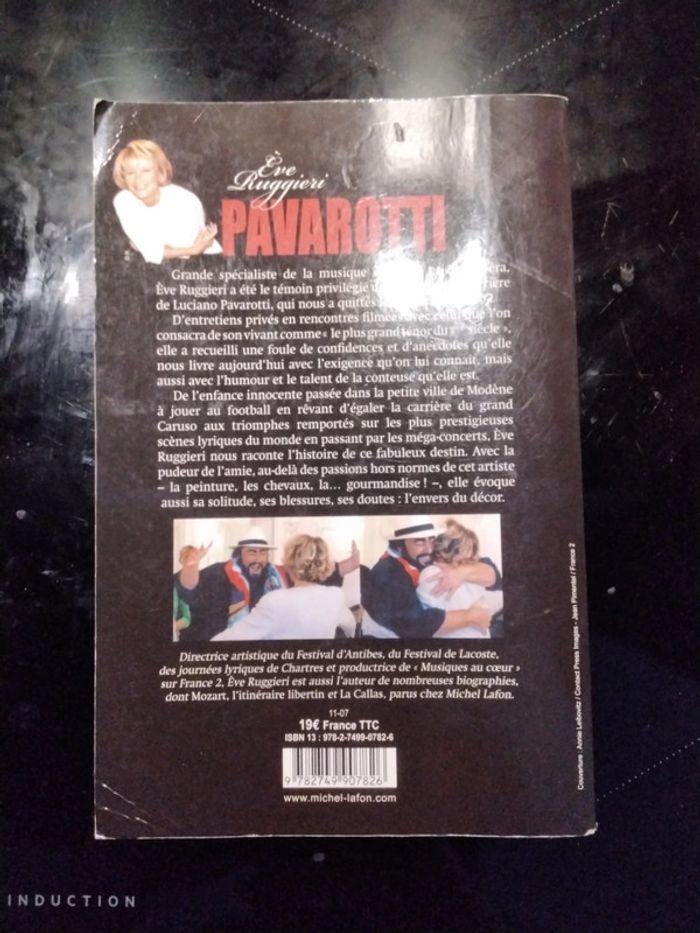 Ève
Ruggieri
PAVAROTTI
Grande spécialiste de la musique
Ève Ruggieri a été le témoin privilégié
de Luciano Pavarotti, qui nous a quittés
D'entretiens privés en rencontres filmées avec celui que l'on
consacra de son vivant comme « le plus grand ténor du siècle »,
elle a recueilli une foule de confidences et d'anecdotes qu'elle
nous livre aujourd'hui avec l'exigence qu'on lui connaît, mais
aussi avec l'humour et le talent de la conteuse qu'elle est.
De l'enfance innocente passée dans la petite ville de Modène
à jouer au football en rêvant d'égaler la carrière du grand
Caruso aux triomphes remportés sur les plus prestigieuses
scènes lyriques du monde en passant par les méga-concerts, Ève
Ruggieri nous raconte l'histoire de ce fabuleux destin. Avec la
pudeur de l'amie, au-delà des passions hors normes de cet artiste
– la peinture, les chevaux, la... gourmandise ! –, elle évoque
aussi sa solitude, ses blessures, ses doutes : l'envers du décor.
Directrice artistique du Festival d'Antibes, du Festival de Lacoste,
des journées lyriques de Chartres et productrice de « Musiques au cœur »
sur France 2, Ève Ruggieri est aussi l'auteur de nombreuses biographies,
dont Mozart, l'itinéraire libertin et La Callas, parus chez Michel Lafon.
11-07
19€ France TTC
ISBN 13 : 978-2-7499-0782-6
9 782749 907826
www.michel-lafon.com
Couverture : Annie Leibovitz / Contact Press Images - Jean Pimentel / France 2
INDUCTION